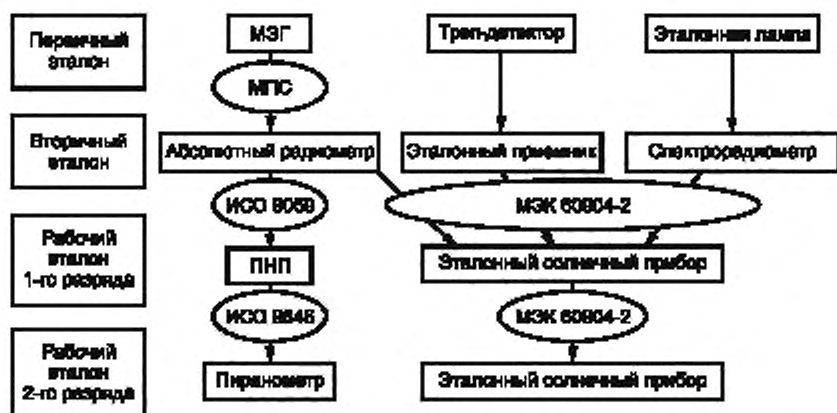 Первичный
эталон
МЭГ
Трап-детектор
Эталонная лампа
МПС
Вторичный
эталон
Абсолютный радиометр
Эталонный приемник
Спектрорадиометр
ИСО 9059
МЭК 60904-2
Рабочий
эталон
1-го разряда
ПНП
Эталонный солнечный прибор
ИСО 9846
МЭК 60904-2
Рабочий
эталон
2-го разряда
Пиранометр
Эталонный солнечный прибор